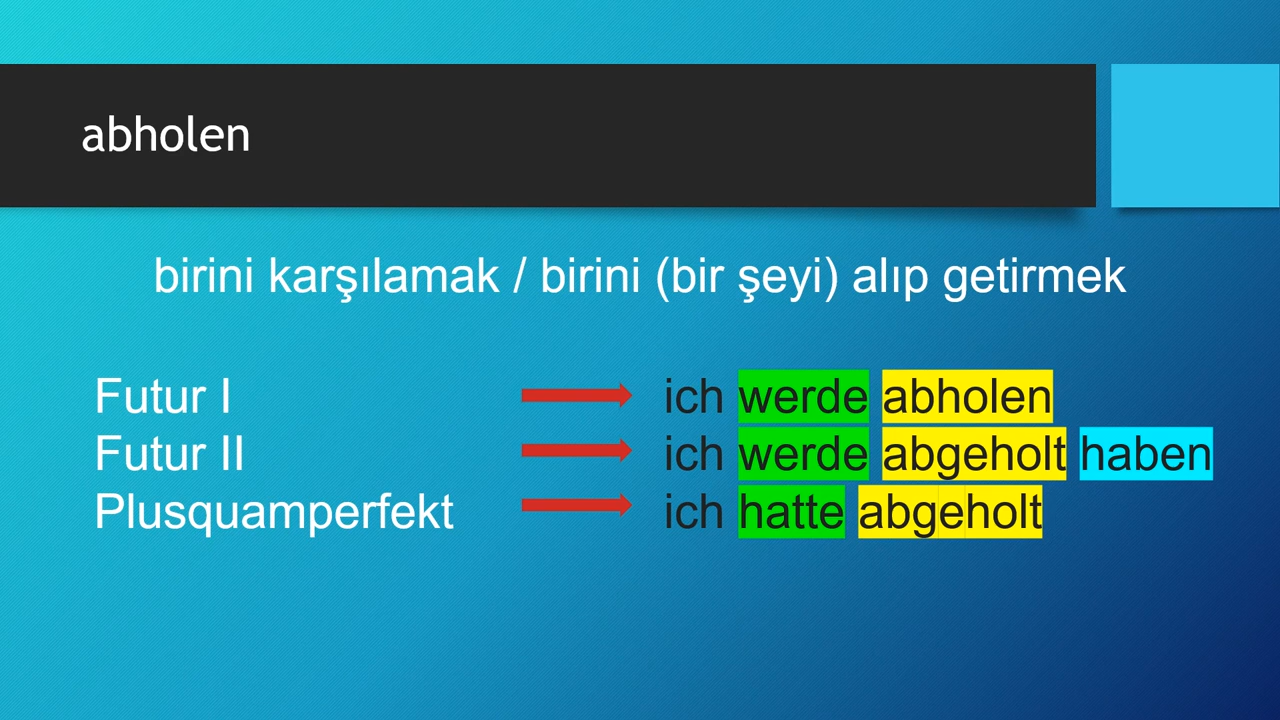 abholen
birini karşılamak / birini (bir şeyi) alıp getirmek
Futur I ich werde abholen
Futur II ich werde abgeholt haben
Plusquamperfekt ich hatte abgeholt